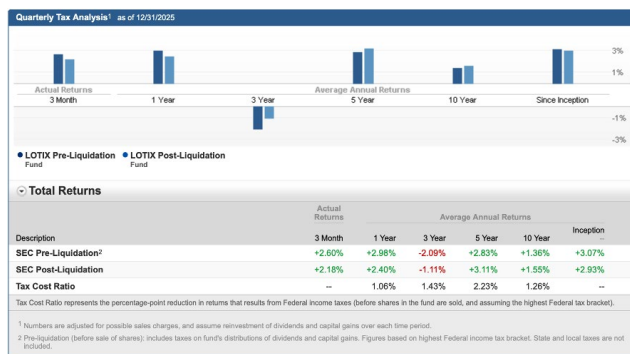 Quarterly Tax Analysis1 as of 12/31/2025
3%
1%
Actual Returns Average Annual Returns
3 Month 1 Year 3 Year 5 Year 10 Year Since Inception
-1%
-3%
LOTIX Pre-Liquidation LOTIX Post-Liquidation
Fund Fund
Total Returns
Actual Returns Average Annual Returns
Description 3 Month 1 Year 3 Year 5 Year 10 Year Inception --
SEC Pre-Liquidation2 +2.60% +2.98% -2.09% +2.83% +1.36% +3.07%
SEC Post-Liquidation +2.18% +2.40% -1.11% +3.11% +1.55% +2.93%
Tax Cost Ratio -- 1.06% 1.43% 2.23% 1.26% --
Tax Cost Ratio represents the percentage-point reduction in returns that results from Federal income taxes (before shares in the fund are sold, and assuming the highest Federal tax bracket).
1 Numbers are adjusted for possible sales charges, and assume reinvestment of dividends and capital gains over each time period.
2 Pre-liquidation (before sale of shares): includes taxes on fund's distributions of dividends and capital gains. Figures based on highest Federal income tax bracket. State and local taxes are not
included.